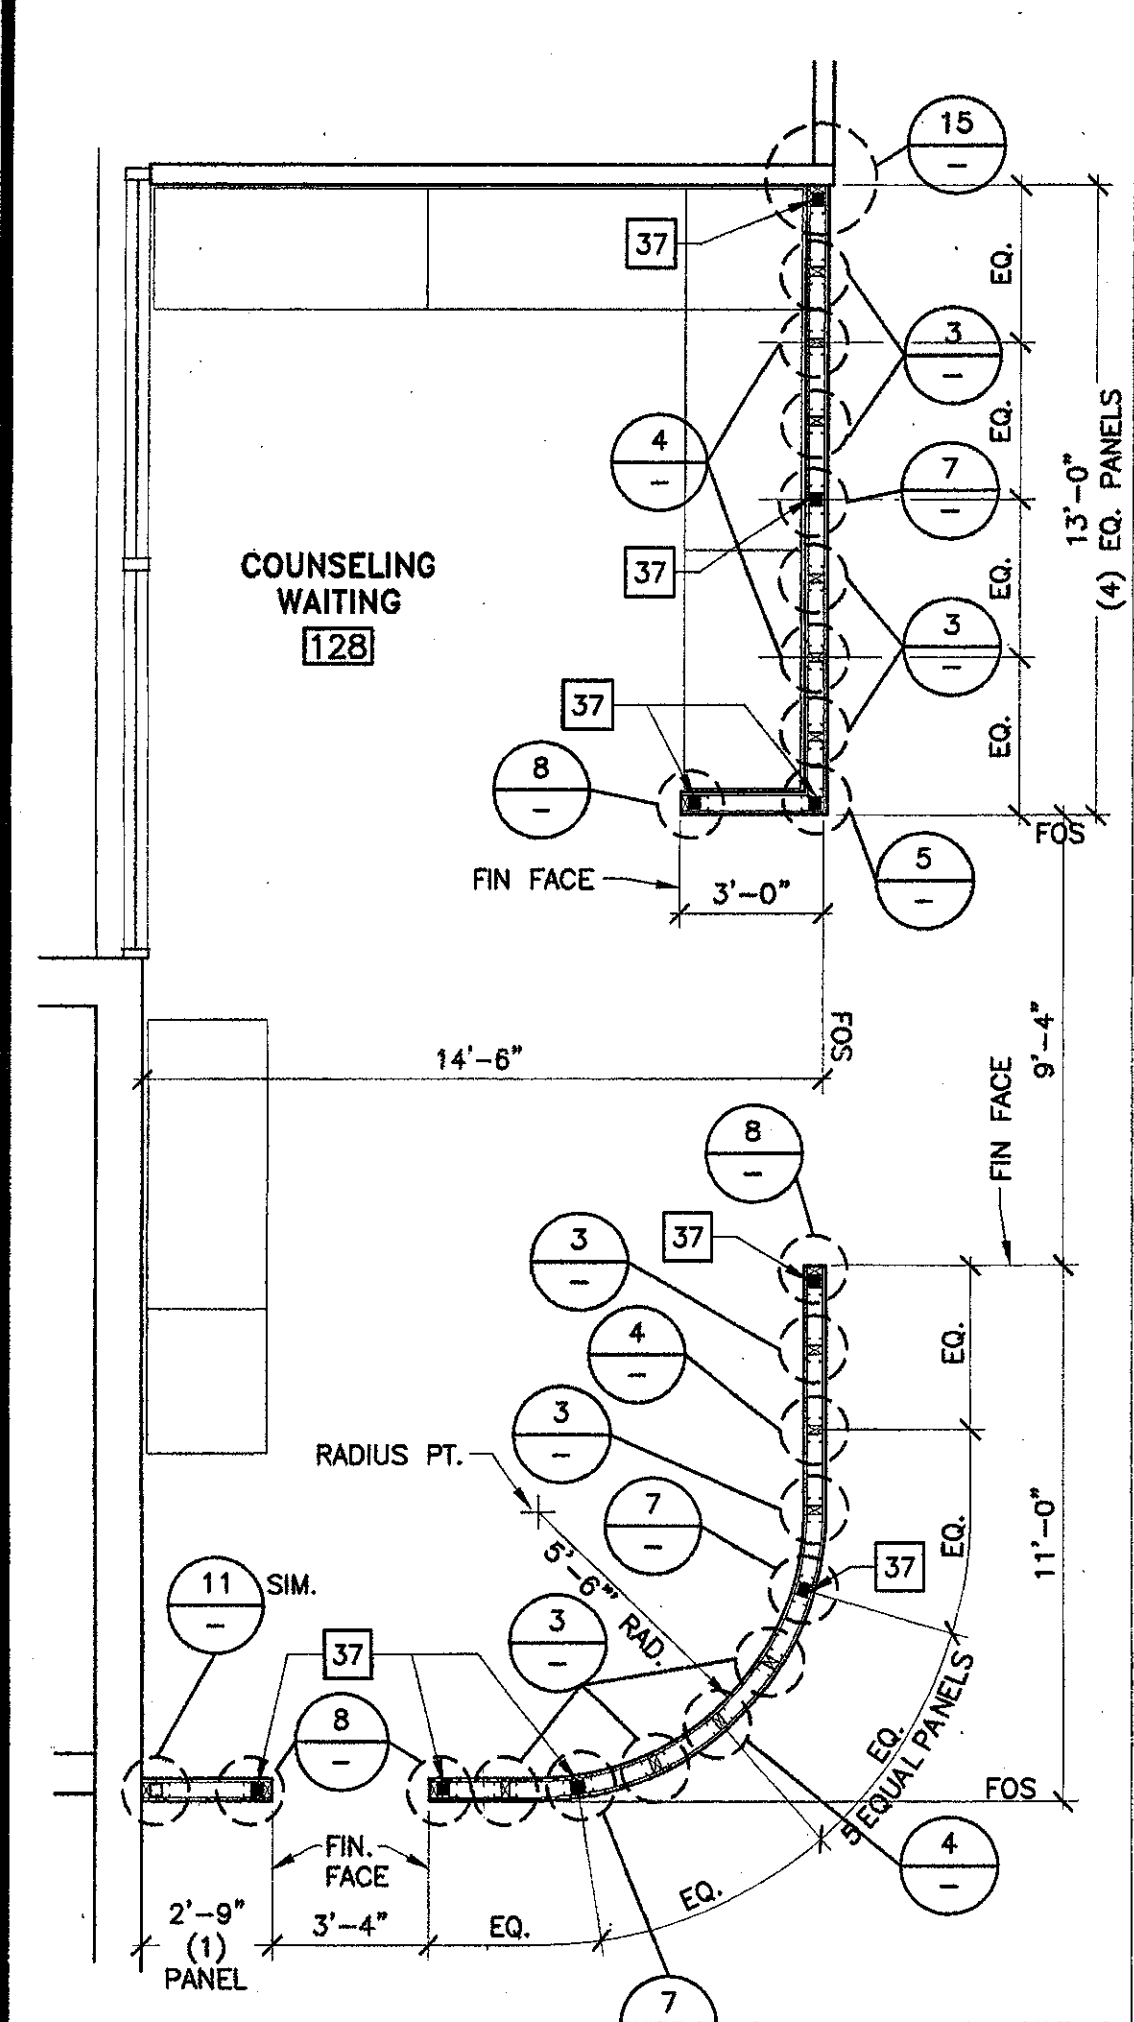 15
–
37
EQ.
3
–
EQ.
4
–
7
–
13'-0"
(4) EQ. PANELS
COUNSELING
WAITING
128
37
EQ.
3
–
37
EQ.
8
–
FOS
5
–
FIN FACE
3'-0"
FOS
14'-6"
9'-4"
FIN FACE
8
–
37
3
–
4
–
EQ.
3
–
RADIUS PT.
7
–
EQ.
11'-0"
5'-6" RAD.
37
11
–
SIM.
3
–
37
8
–
EQ.
5 EQUAL PANELS
FOS
4
–
FIN.
FACE
EQ.
2'-9"
(1)
PANEL
3'-4"
EQ.
7